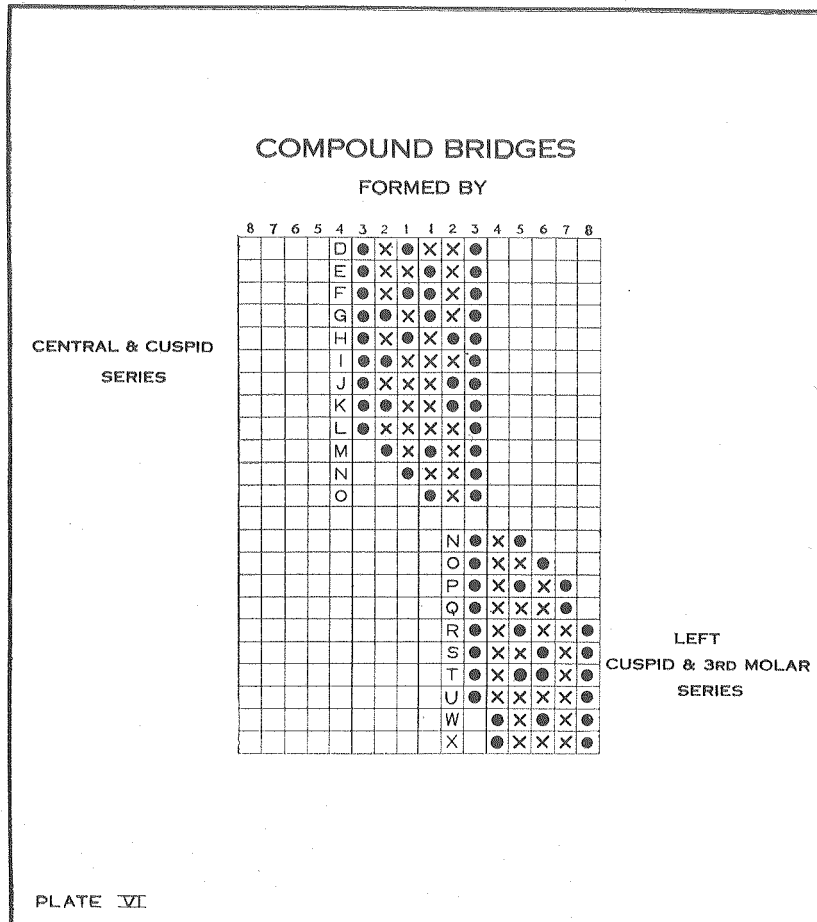 COMPOUND BRIDGES
FORMED BY
8 7 6 5 4 3 2 1 1 2 3 4 5 6 7 8
D ● X ● X X ●
E ● X X ● X ●
F ● X ● ● X ●
G ● ● X ● X ●
H ● X ● X ● ●
I ● ● X X X ●
J ● X X X ● ●
K ● ● X X ● ●
L ● X X X X ●
M ● X ● X ●
N ● X X ●
O ● X ●
CENTRAL & CUSPID
SERIES
N ● X ●
O ● X X ●
P ● X ● X ●
Q ● X X X ●
R ● X ● X X ●
S ● X X ● X ●
T ● X ● ● X ●
U ● X X X X ●
W ● X ● X ●
X ● X X X ●
LEFT
CUSPID & 3RD MOLAR
SERIES
PLATE VI